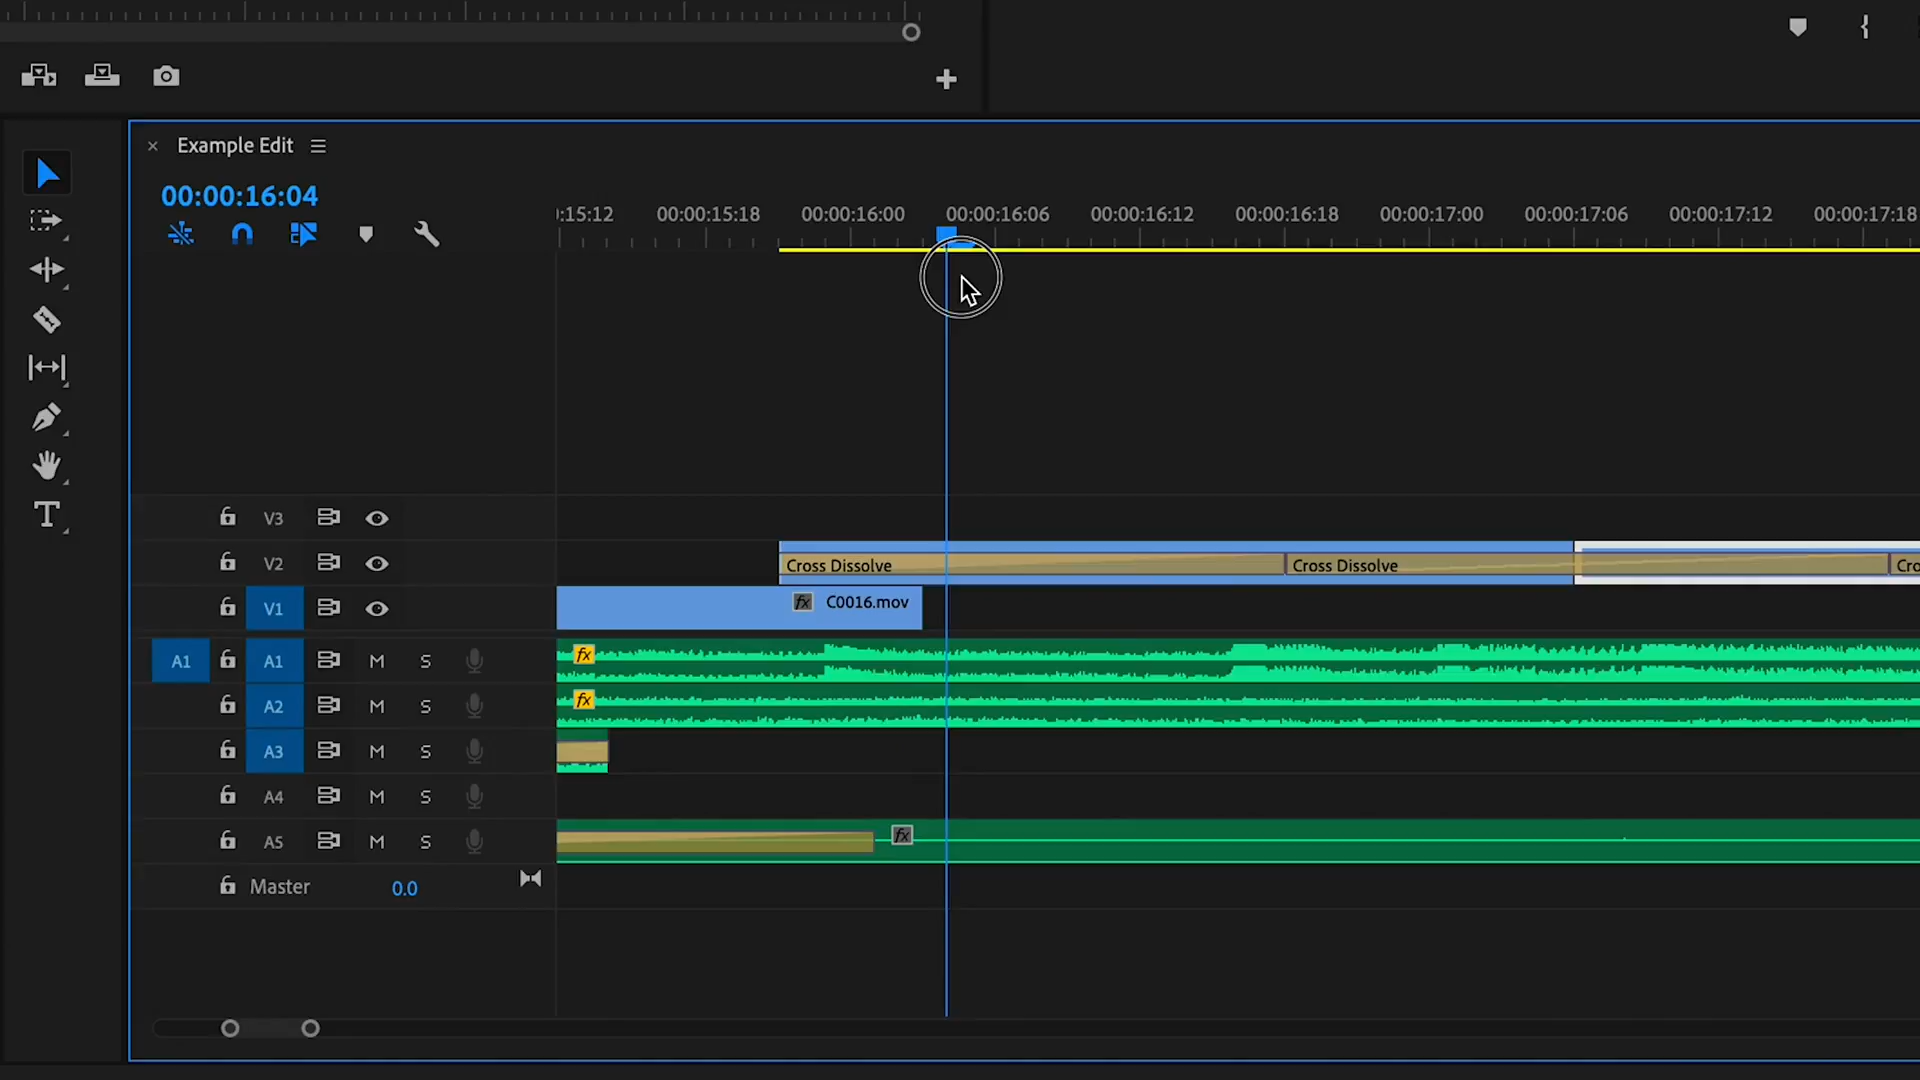 Example Edit
00:00:16:04
:15:12 00:00:15:18 00:00:16:00 00:00:16:06 00:00:16:12 00:00:16:18 00:00:17:00 00:00:17:06 00:00:17:12 00:00:17:18
V3
V2 Cross Dissolve Cross Dissolve Cro
V1 fx C0016.mov
A1 A1 M S fx
A2 M S fx
A3 M S
A4 M S
A5 M S fx
Master 0.0